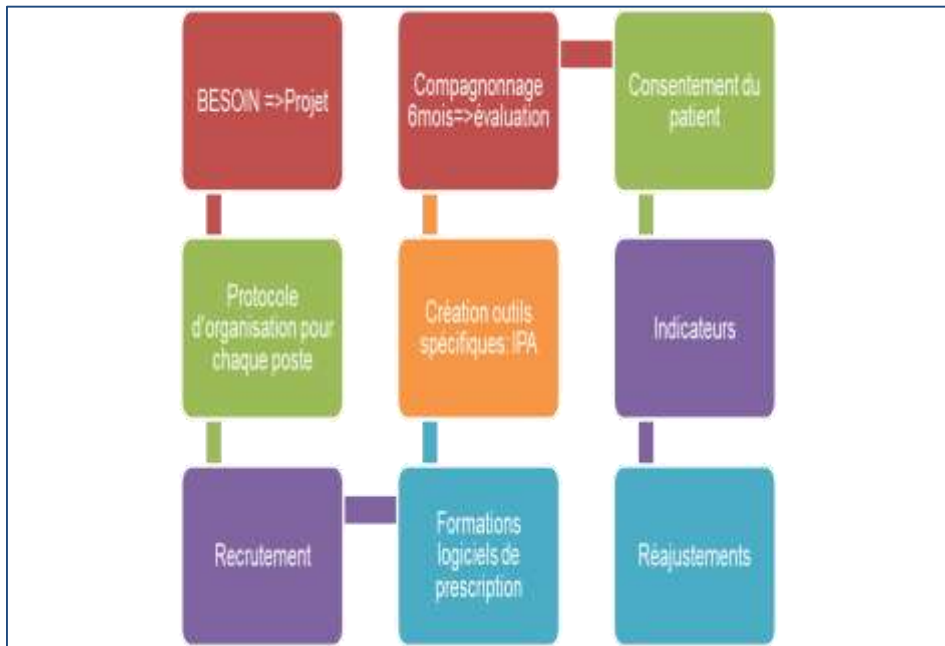 BESOIN =>Projet
Protocole
d'organisation pour
chaque poste
Recrutement
Formations
logiciels de
prescription
Création outils
spécifiques: IPA
Compagnonnage
6mois=>évaluation
Consentement du
patient
Indicateurs
Réajustements